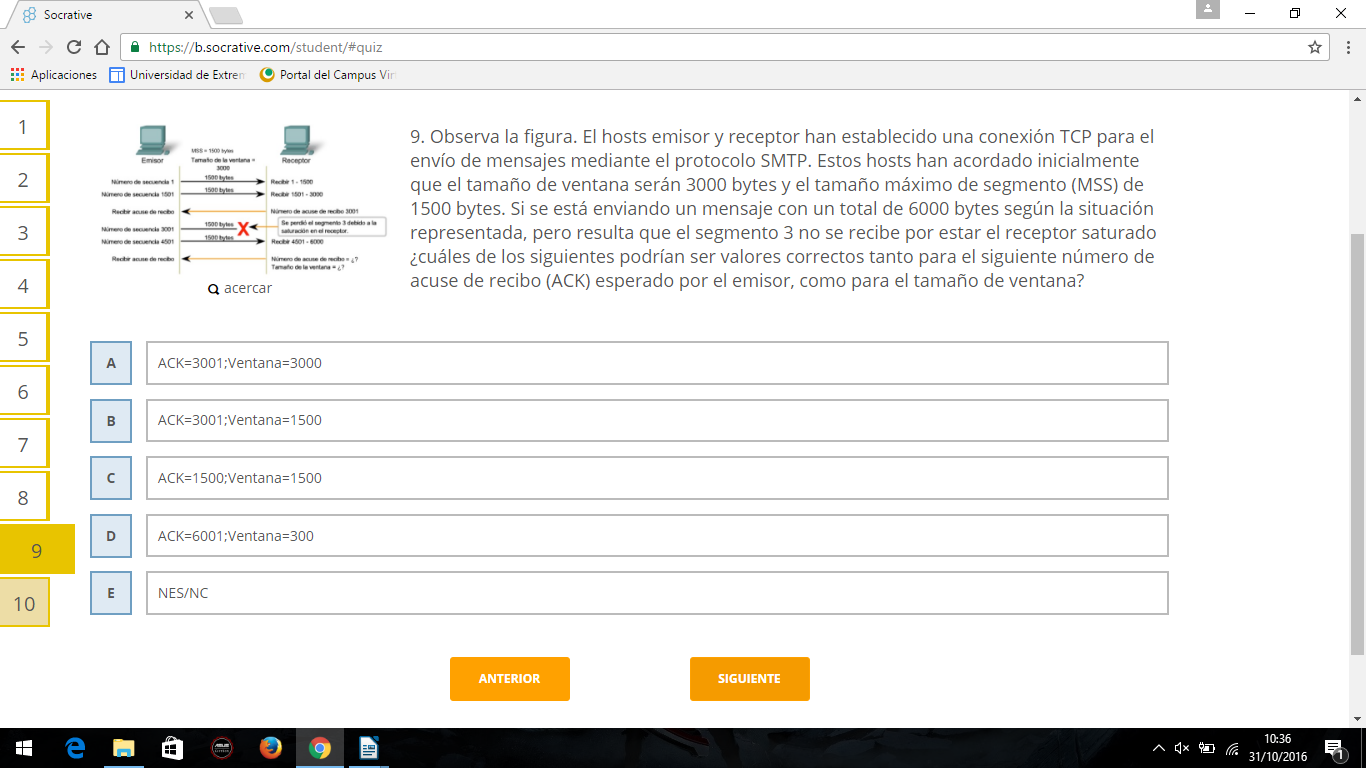 Socrative
https://b.socrative.com/student/#quiz
Aplicaciones
Universidad de Extrem
Portal del Campus Vir
1
2
3
4
5
6
7
8
9
10
MSS = 1500 bytes
Tamaño de la ventana =
3000
Emisor
Receptor
Número de secuencia 1
1500 bytes
Recibir 1 - 1500
Número de secuencia 1501
1500 bytes
Recibir 1501 - 3000
Recibir acuse de recibo
Número de acuse de recibo 3001
Número de secuencia 3001
1500 bytes
X
Se perdió el segmento 3 debido a la
saturación en el receptor.
Número de secuencia 4501
1500 bytes
Recibir 4501 - 6000
Recibir acuse de recibo
Número de acuse de recibo = ¿?
Tamaño de la ventana = ¿?
acercar
9. Observa la figura. El hosts emisor y receptor han establecido una conexión TCP para el
envío de mensajes mediante el protocolo SMTP. Estos hosts han acordado inicialmente
que el tamaño de ventana serán 3000 bytes y el tamaño máximo de segmento (MSS) de
1500 bytes. Si se está enviando un mensaje con un total de 6000 bytes según la situación
representada, pero resulta que el segmento 3 no se recibe por estar el receptor saturado
¿cuáles de los siguientes podrían ser valores correctos tanto para el siguiente número de
acuse de recibo (ACK) esperado por el emisor, como para el tamaño de ventana?
A
ACK=3001;Ventana=3000
B
ACK=3001;Ventana=1500
C
ACK=1500;Ventana=1500
D
ACK=6001;Ventana=300
E
NES/NC
ANTERIOR
SIGUIENTE
10:36
31/10/2016
1